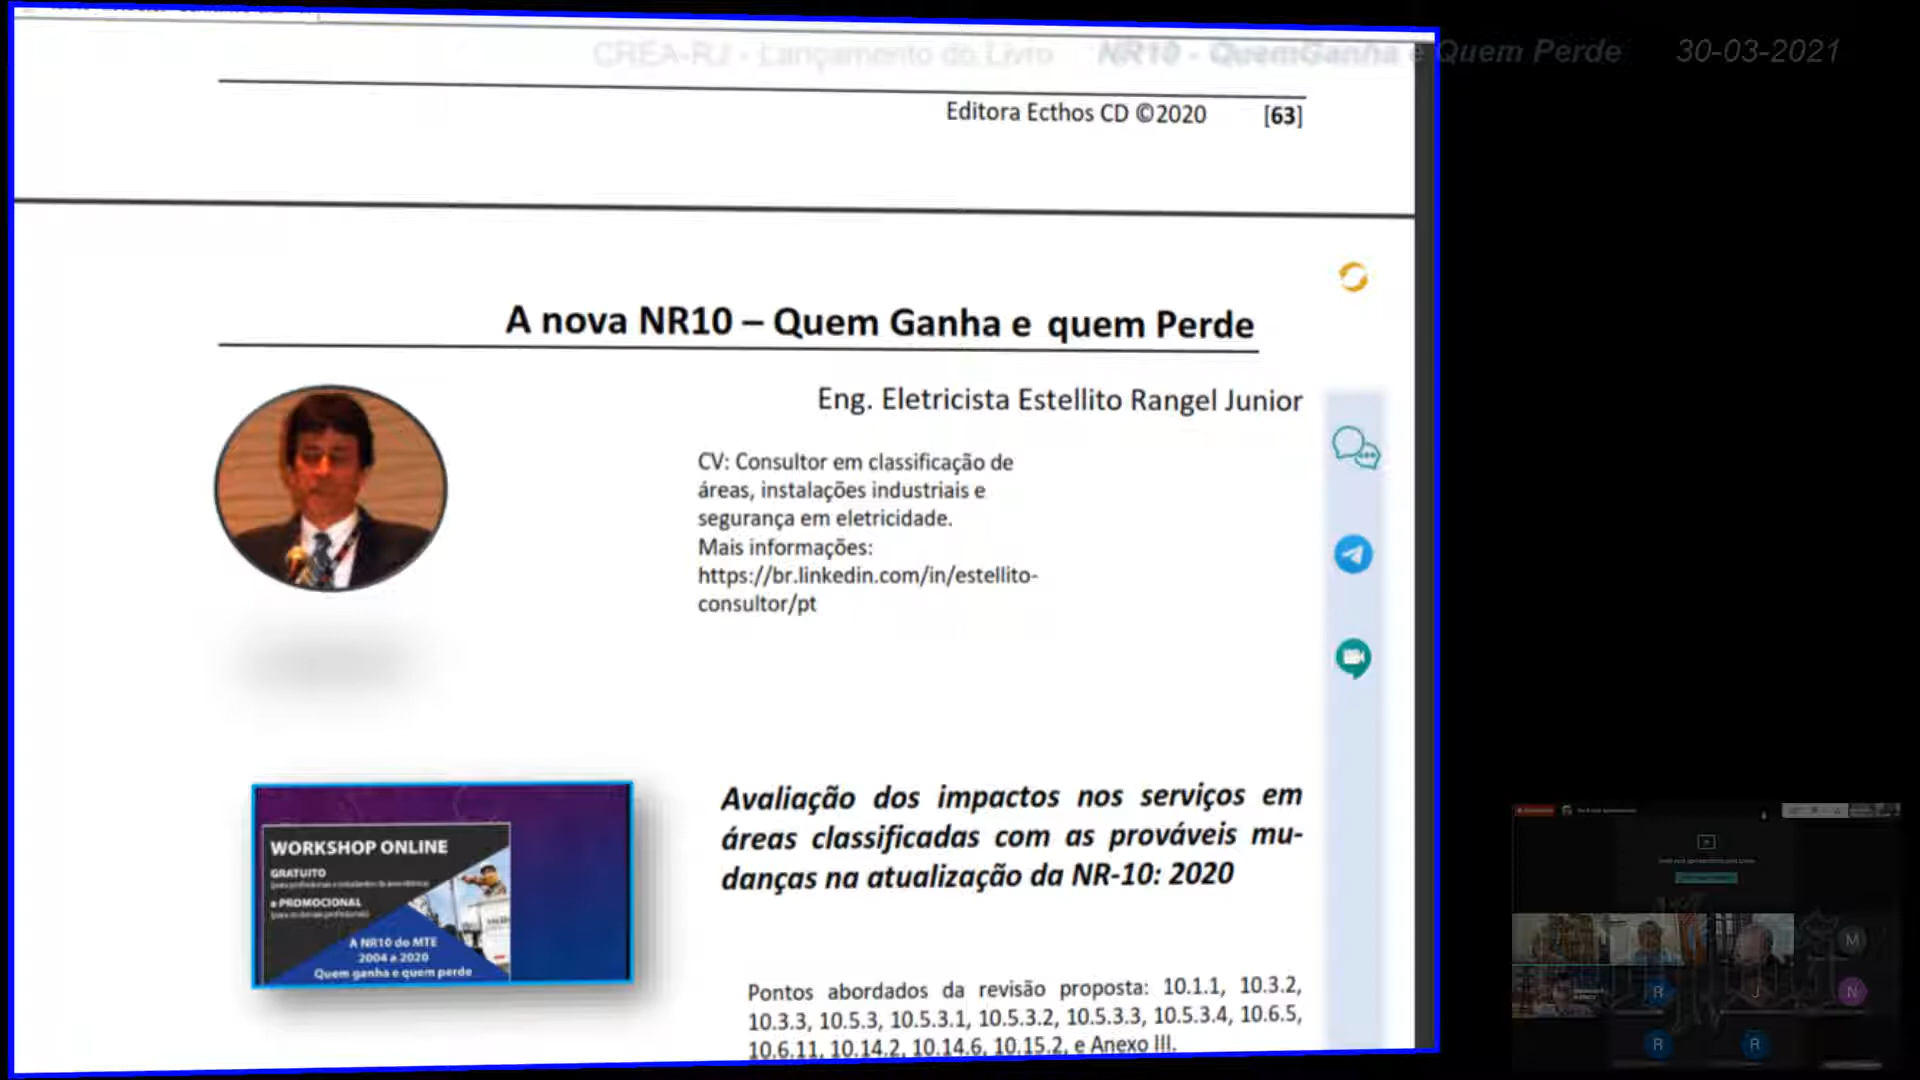 CREA-RJ - Lançamento do Livro NR10 - QuemGanha e Quem Perde 30-03-2021
Editora Ecthos CD ©2020 [63]
A nova NR10 – Quem Ganha e quem Perde
Eng. Eletricista Estellito Rangel Junior
CV: Consultor em classificação de
áreas, instalações industriais e
segurança em eletricidade.
Mais informações:
https://br.linkedin.com/in/estellito-
consultor/pt
WORKSHOP ONLINE
GRATUITO
e PROMOCIONAL
A NR10 do MTE
2004 a 2020
Quem ganha e quem perde
Avaliação dos impactos nos serviços em
áreas classificadas com as prováveis mu-
danças na atualização da NR-10: 2020
Pontos abordados da revisão proposta: 10.1.1, 10.3.2,
10.3.3, 10.5.3, 10.5.3.1, 10.5.3.2, 10.5.3.3, 10.5.3.4, 10.6.5,
10.6.11, 10.14.2, 10.14.6, 10.15.2, e Anexo III.
M
R
J
N
R
R